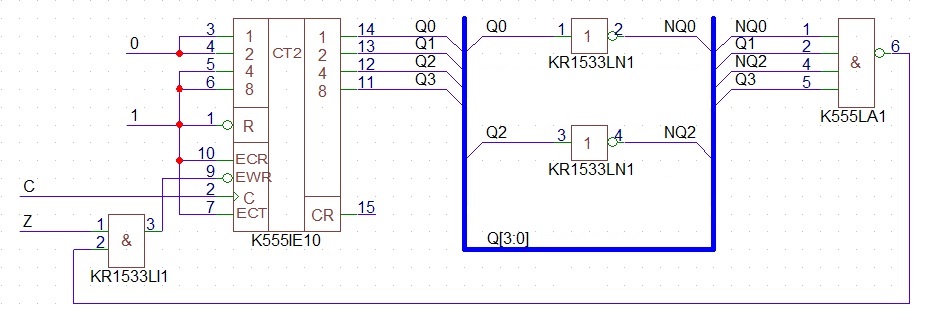 0
1
C
Z
3
4
5
6
1
10
9
2
7
1
2
4
8
R
ECR
EWR
C
ECT
CT2
1
2
4
8
CR
K555IE10
14
13
12
11
15
Q0
Q1
Q2
Q3
1
2
3
&
KR1533LI1
Q0
1
1
2
NQ0
KR1533LN1
Q2
3
1
4
NQ2
KR1533LN1
Q[3:0]
NQ0
Q1
NQ2
Q3
1
2
4
5
&
6
K555LA1